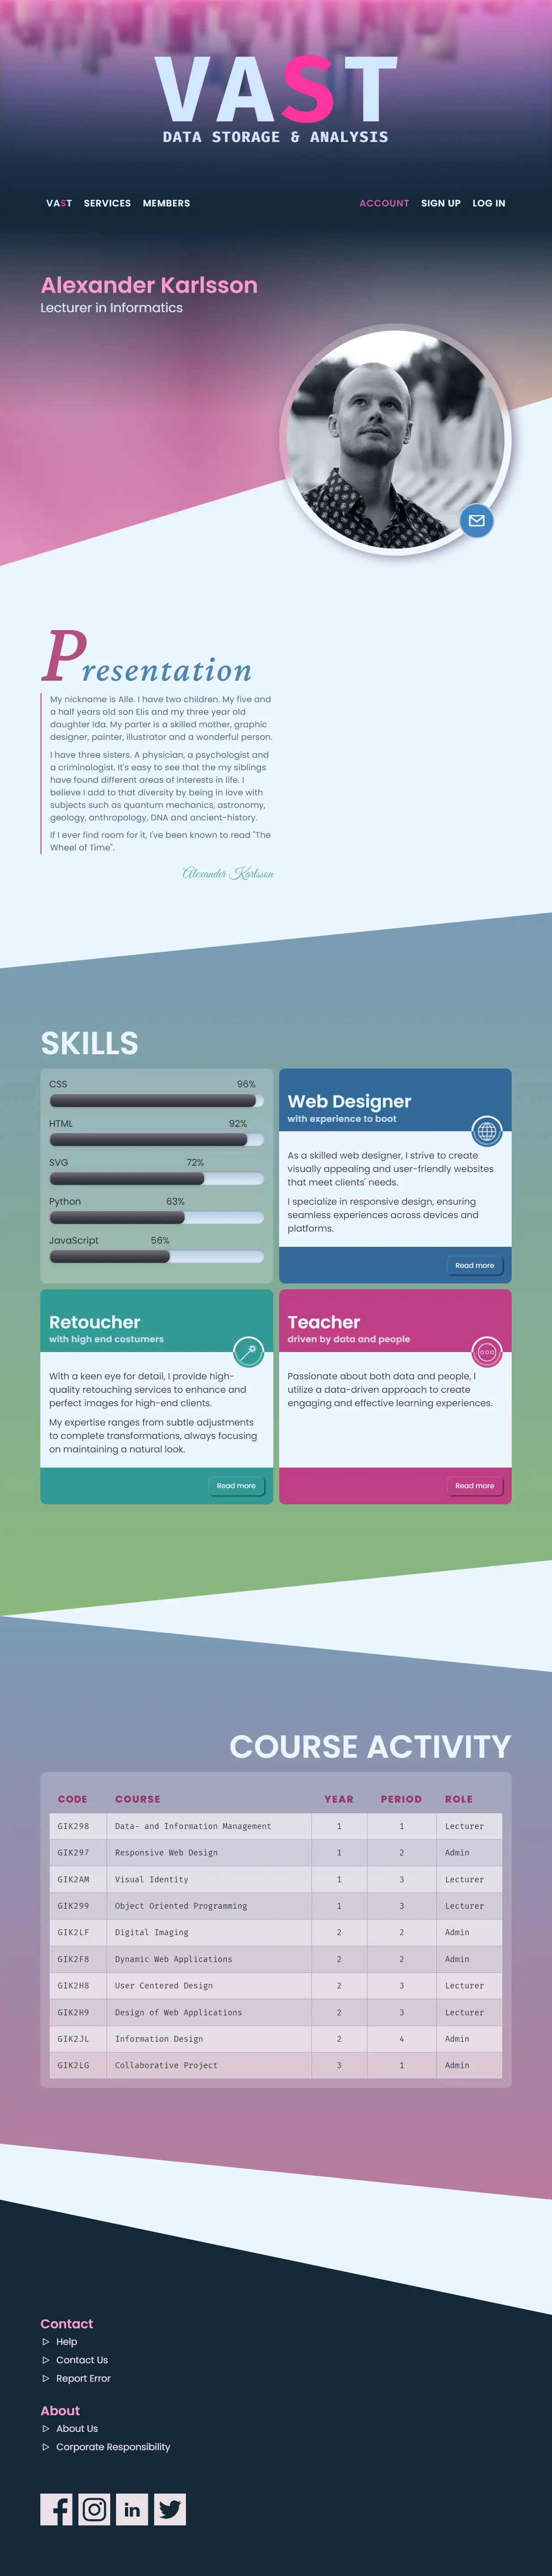 VAST
DATA STORAGE & ANALYSIS
VAST SERVICES MEMBERS ACCOUNT SIGN UP LOG IN
Alexander Karlsson
Lecturer in Informatics
Presentation
My nickname is Alle. I have two children. My five and
a half years old son Elis and my three year old
daughter Ida. My parter is a skilled mother, graphic
designer, painter, illustrator and a wonderful person.
I have three sisters. A physician, a psychologist and
a criminologist. It's easy to see that the my siblings
have found different areas of interests in life. I
believe I add to that diversity by being in love with
subjects such as quantum mechanics, astronomy,
geology, anthropology, DNA and ancient-history.
If I ever find room for it, I've been known to read "The
Wheel of Time".
Alexander Karlsson
SKILLS
CSS 96%
HTML 92%
SVG 72%
Python 63%
JavaScript 56%
Web Designer
with experience to boot
As a skilled web designer, I strive to create
visually appealing and user-friendly websites
that meet clients' needs.
I specialize in responsive design, ensuring
seamless experiences across devices and
platforms.
Read more
Retoucher
with high end costumers
With a keen eye for detail, I provide high-
quality retouching services to enhance and
perfect images for high-end clients.
My expertise ranges from subtle adjustments
to complete transformations, always focusing
on maintaining a natural look.
Read more
Teacher
driven by data and people
Passionate about both data and people, I
utilize a data-driven approach to create
engaging and effective learning experiences.
Read more
COURSE ACTIVITY
CODE COURSE YEAR PERIOD ROLE
GIK298 Data- and Information Management 1 1 Lecturer
GIK297 Responsive Web Design 1 2 Admin
GIK2AM Visual Identity 1 3 Lecturer
GIK299 Object Oriented Programming 1 3 Lecturer
GIK2LF Digital Imaging 2 2 Admin
GIK2F8 Dynamic Web Applications 2 2 Admin
GIK2H8 User Centered Design 2 3 Lecturer
GIK2H9 Design of Web Applications 2 3 Lecturer
GIK2JL Information Design 2 4 Admin
GIK2LG Collaborative Project 3 1 Admin
Contact
Help
Contact Us
Report Error
About
About Us
Corporate Responsibility
in